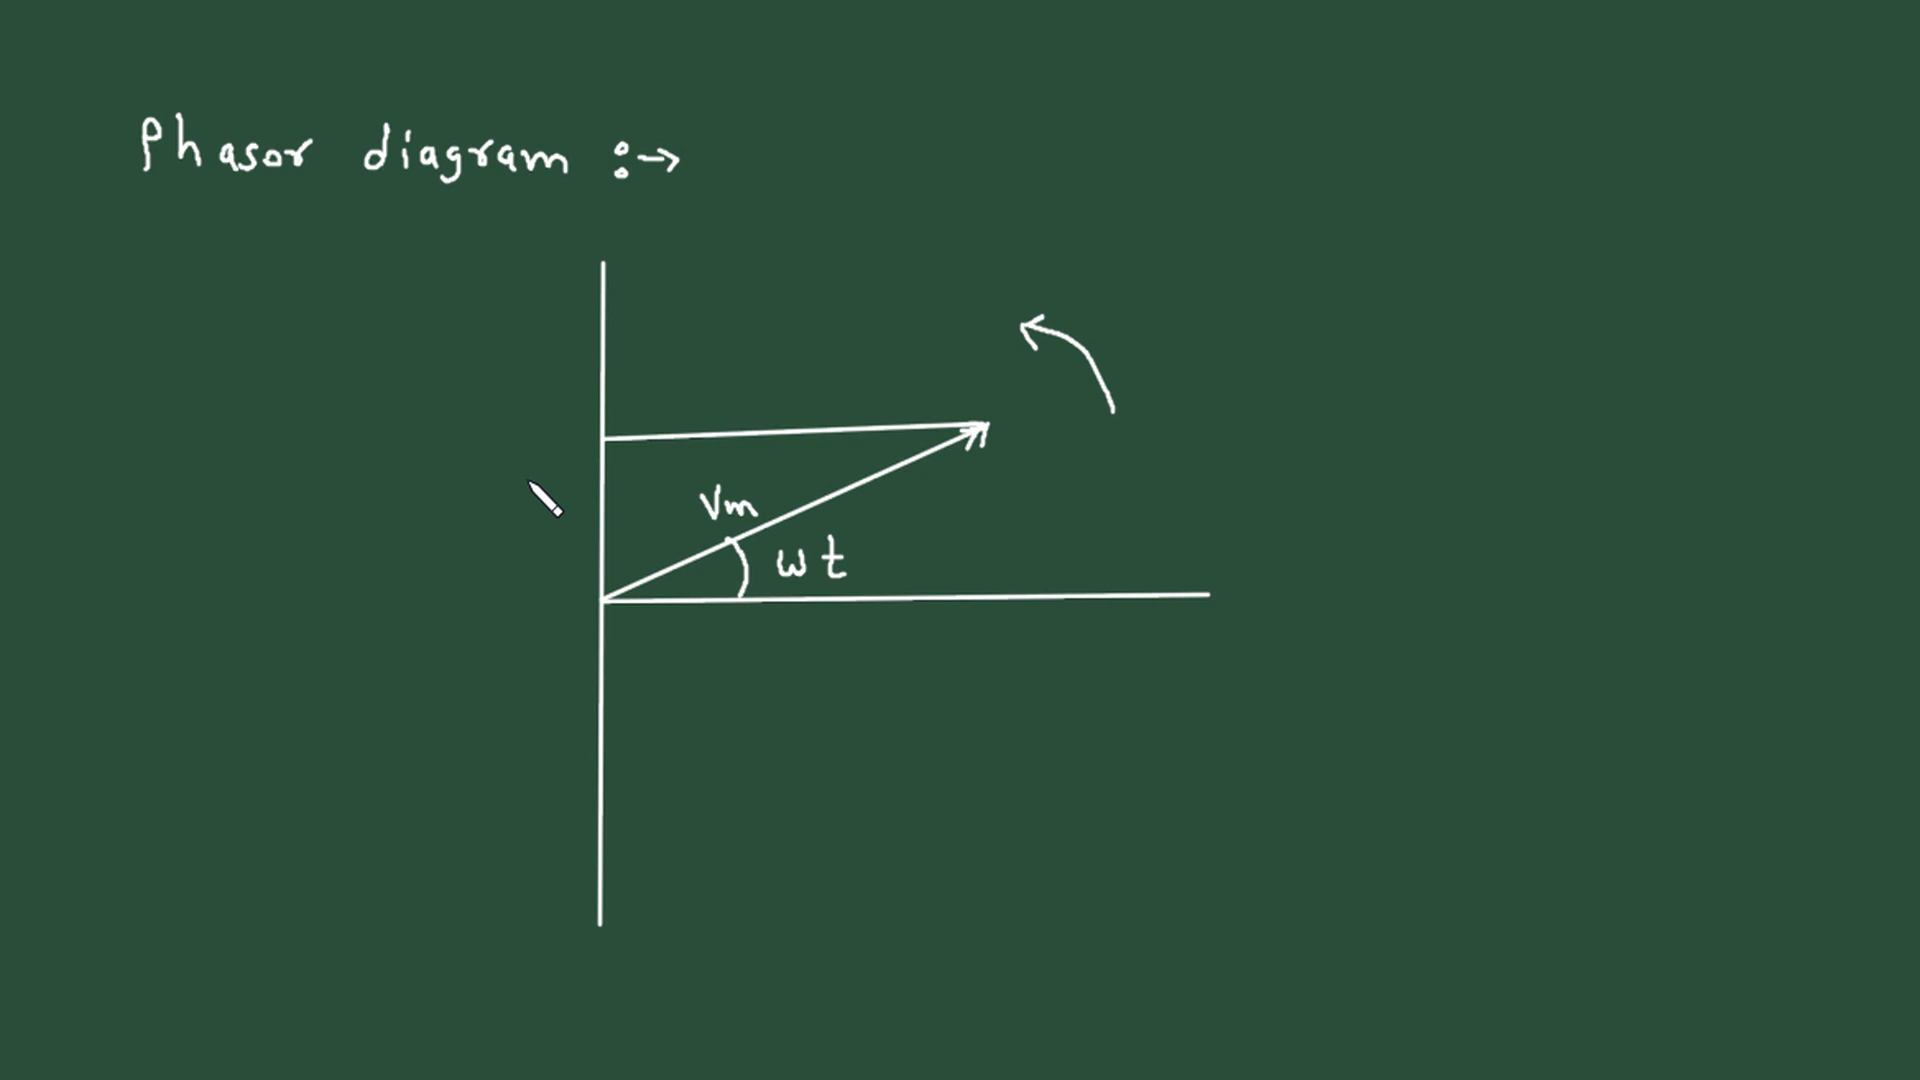 Phasor diagram :→
Vm
ωt